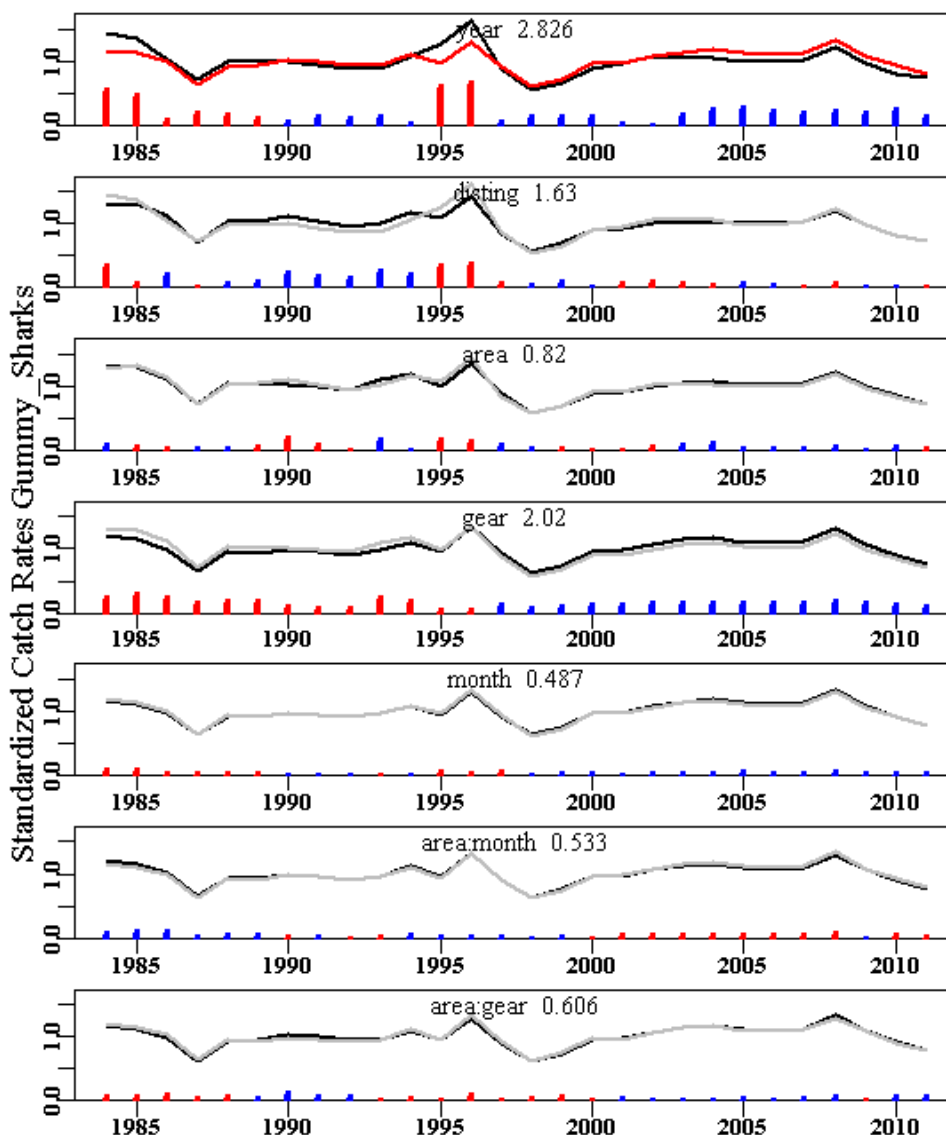 Standardized Catch Rates Gummy_Sharks
year 2.826
0.0 1.0
1985 1990 1995 2000 2005 2010
disting 1.63
0.0 1.0
1985 1990 1995 2000 2005 2010
area 0.82
0.0 1.0
1985 1990 1995 2000 2005 2010
gear 2.02
0.0 1.0
1985 1990 1995 2000 2005 2010
month 0.487
0.0 1.0
1985 1990 1995 2000 2005 2010
area:month 0.533
0.0 1.0
1985 1990 1995 2000 2005 2010
area:gear 0.606
0.0 1.0
1985 1990 1995 2000 2005 2010